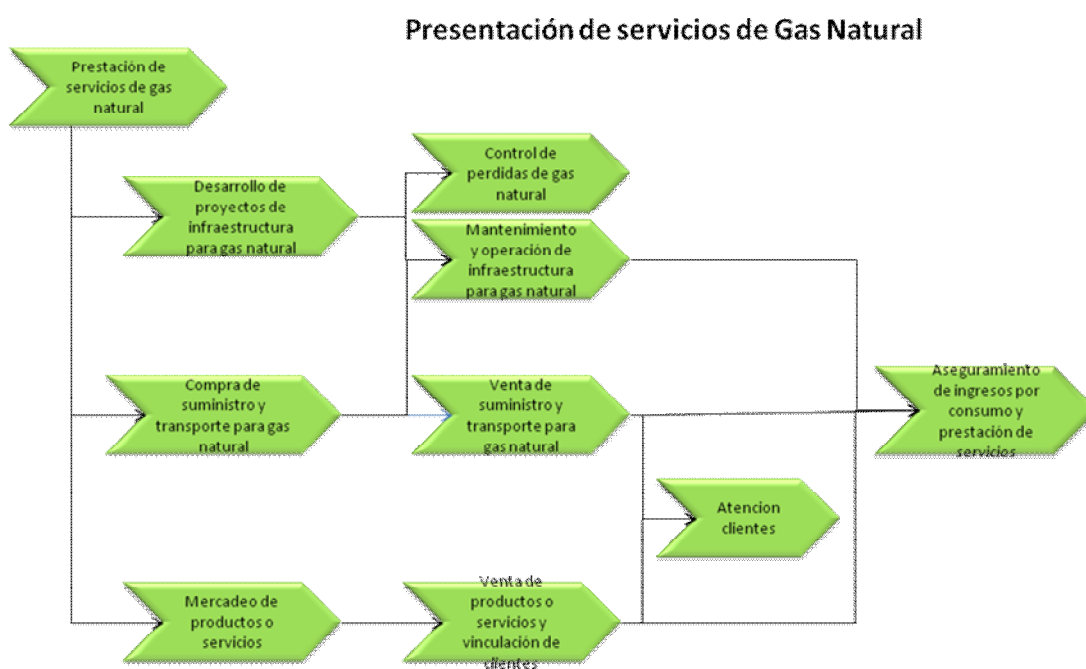 Presentación de servicios de Gas Natural
Prestación de
servicios de gas
natural
Desarrollo de
proyectos de
infraestructura
para gas natural
Control de
perdidas de gas
natural
Mantenimiento
y operación de
infraestructura
para gas natural
Compra de
suministro y
transporte para gas
natural
Venta de
suministro y
transporte para
gas natural
Aseguramiento
de ingresos por
consumo y
prestación de
servicios
Atencion
clientes
Mercadeo de
productos o
servicios
Venta de
productos o
servicios y
vinculación de
clientes